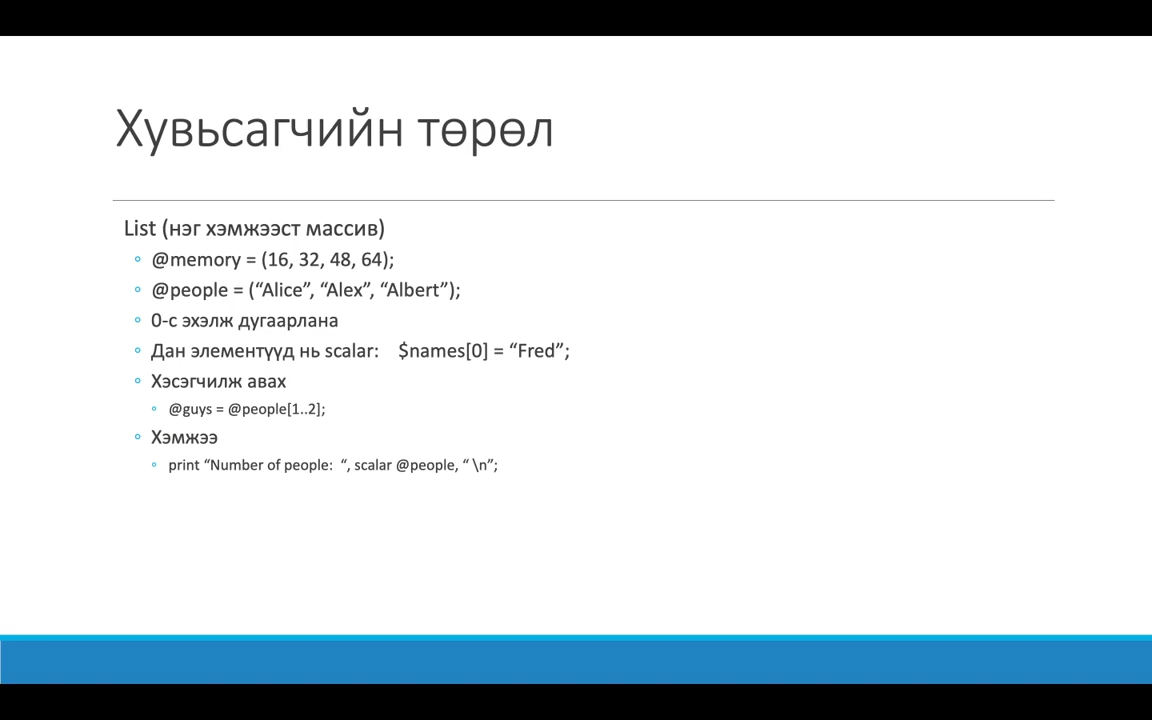 Хувьсагчийн төрөл
List (нэг хэмжээст массив)
@memory = (16, 32, 48, 64);
@people = (“Alice”, “Alex”, “Albert”);
0-с эхэлж дугаарлана
Дан элементүүд нь scalar: $names[0] = “Fred”;
Хэсэгчилж авах
@guys = @people[1..2];
Хэмжээ
print “Number of people: “, scalar @people, “ \n”;